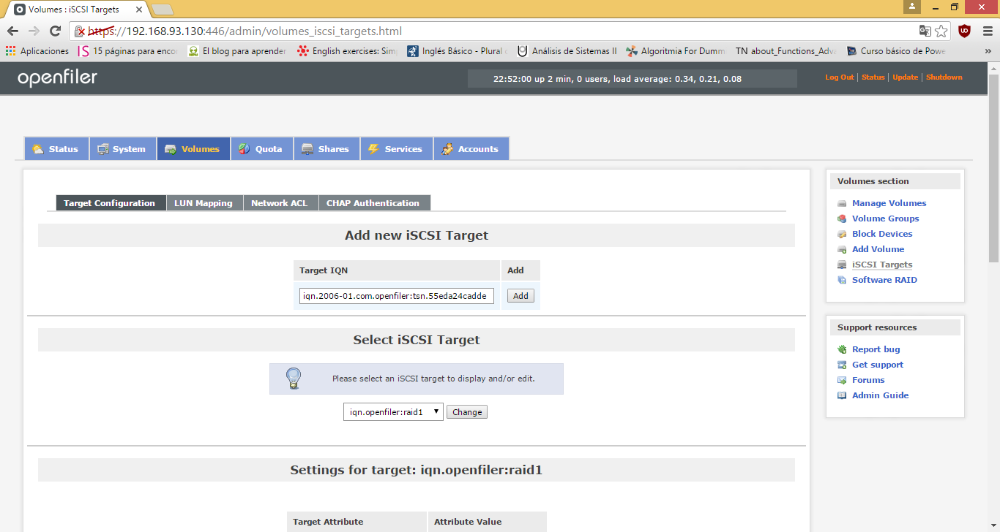 Volumes : iSCSI Targets
https://192.168.93.130:446/admin/volumes_iscsi_targets.html
Aplicaciones 15 páginas para enco El blog para aprender English exercises: Sim Inglés Básico - Plural Análisis de Sistemas II Algoritmia For Dumm TN about_Functions_Adv Curso básico de Powe »
openfiler
22:52:00 up 2 min, 0 users, load average: 0.34, 0.21, 0.08
Log Out | Status | Update | Shutdown
Status System Volumes Quota Shares Services Accounts
Target Configuration LUN Mapping Network ACL CHAP Authentication
Add new iSCSI Target
Target IQN Add
iqn.2006-01.com.openfiler:tsn.55eda24cadde Add
Select iSCSI Target
Please select an iSCSI target to display and/or edit.
iqn.openfiler:raid1 Change
Settings for target: iqn.openfiler:raid1
Target Attribute Attribute Value
Volumes section
Manage Volumes
Volume Groups
Block Devices
Add Volume
iSCSI Targets
Software RAID
Support resources
Report bug
Get support
Forums
Admin Guide